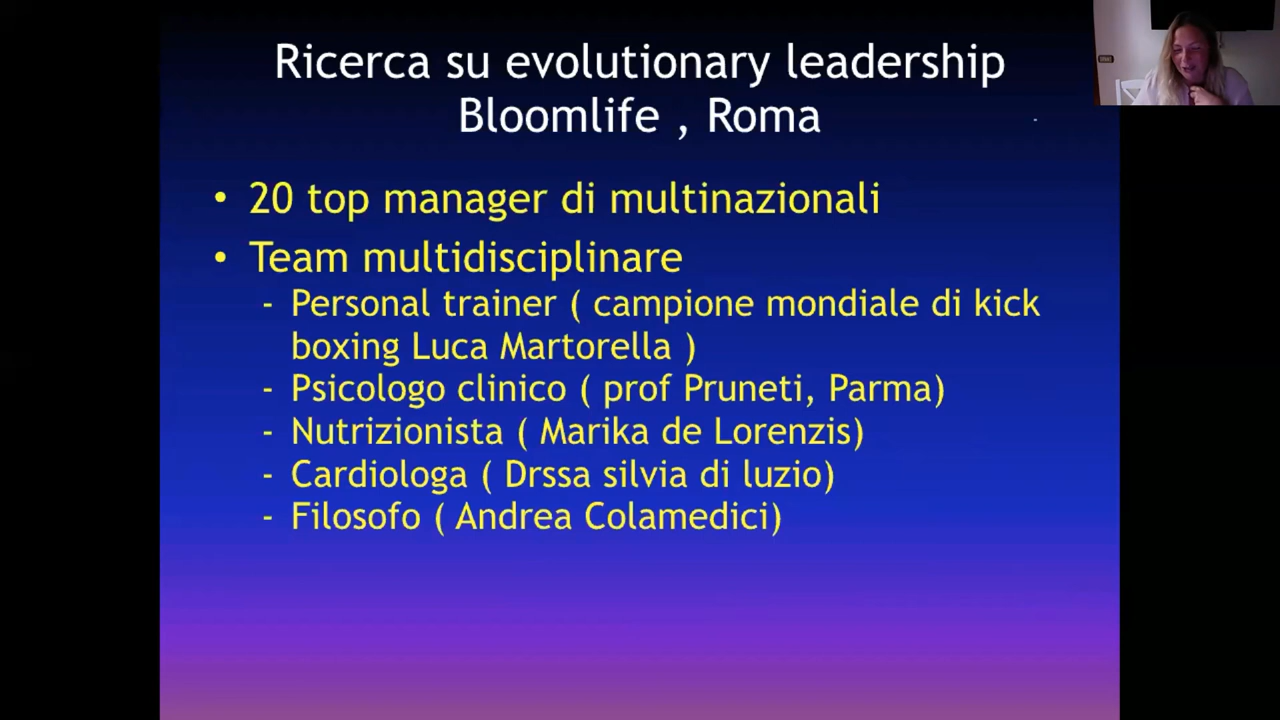 Ricerca su evolutionary leadership
Bloomlife , Roma
• 20 top manager di multinazionali
• Team multidisciplinare
- Personal trainer ( campione mondiale di kick
boxing Luca Martorella )
- Psicologo clinico ( prof Pruneti, Parma)
- Nutrizionista ( Marika de Lorenzis)
- Cardiologa ( Drssa silvia di luzio)
- Filosofo ( Andrea Colamedici)